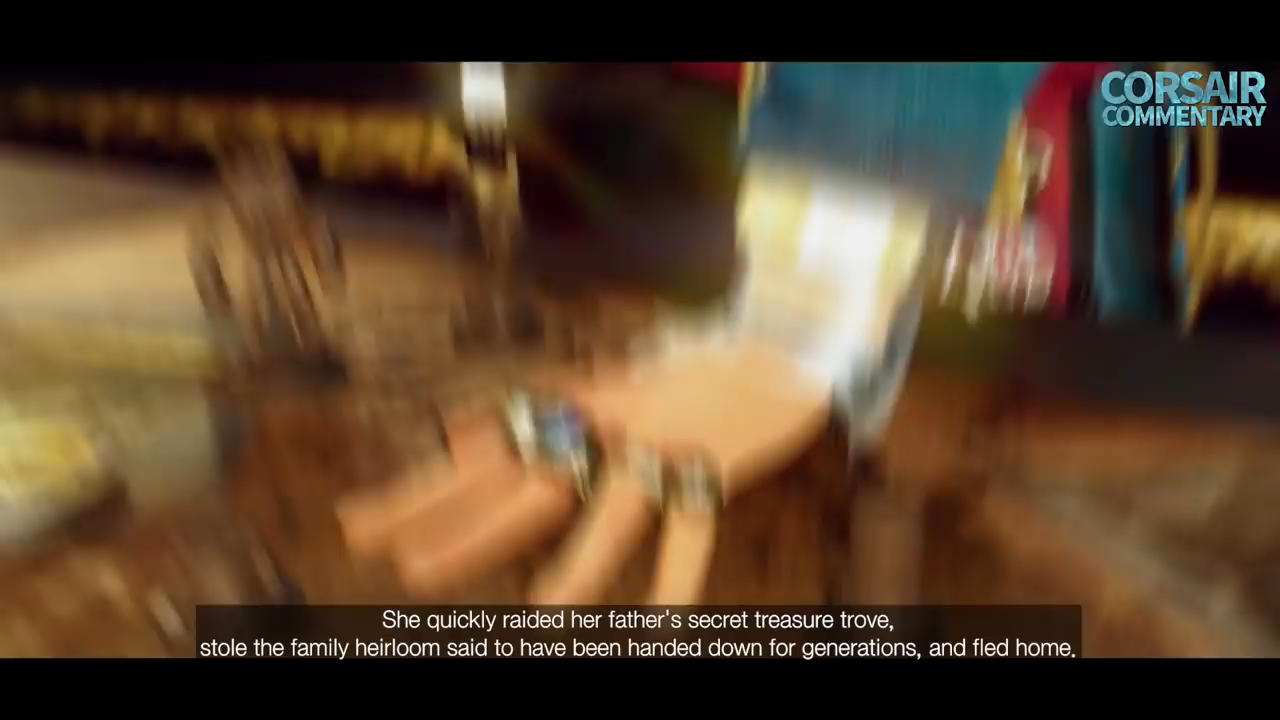 CORSAIR
COMMENTARY
She quickly raided her father's secret treasure trove,
stole the family heirloom said to have been handed down for generations, and fled home.